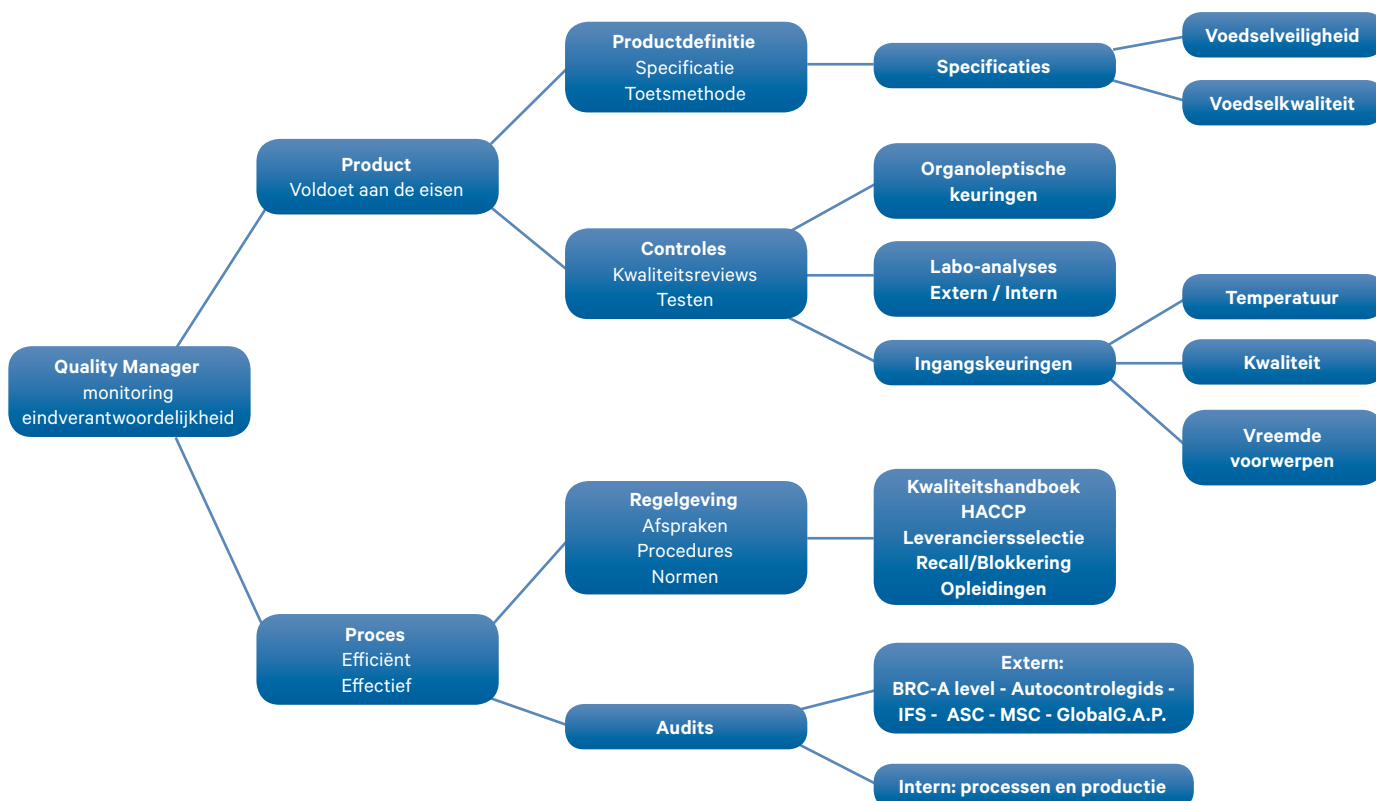 Quality Manager
monitoring
eindverantwoordelijkheid
Product
Voldoet aan de eisen
Productdefinitie
Specificatie
Toetsmethode
Specificaties
Voedselveiligheid
Voedselkwaliteit
Controles
Kwaliteitsreviews
Testen
Organoleptische
keuringen
Labo-analyses
Extern / Intern
Ingangskeuringen
Temperatuur
Kwaliteit
Vreemde
voorwerpen
Proces
Efficiënt
Effectief
Regelgeving
Afspraken
Procedures
Normen
Kwaliteitshandboek
HACCP
Leveranciersselectie
Recall/Blokkering
Opleidingen
Audits
Extern:
BRC-A level - Autocontrolegids -
IFS - ASC - MSC - GlobalG.A.P.
Intern: processen en productie